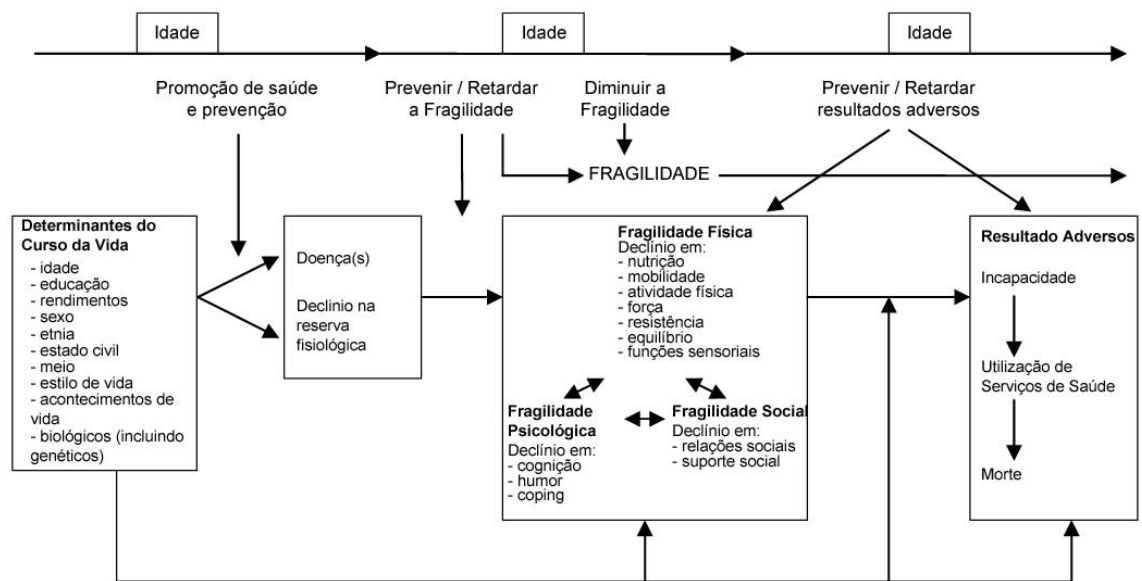 Idade
Idade
Idade
Promoção de saúde
e prevenção
Prevenir / Retardar
a Fragilidade
Diminuir a
Fragilidade
Prevenir / Retardar
resultados adversos
FRAGILIDADE
Determinantes do
Curso da Vida
- idade
- educação
- rendimentos
- sexo
- etnia
- estado civil
- meio
- estilo de vida
- acontecimentos de
vida
- biológicos (incluindo
genéticos)
Doença(s)
Declinio na
reserva
fisiológica
Fragilidade Física
Declínio em:
- nutrição
- mobilidade
- atividade física
- força
- resistência
- equilíbrio
- funções sensoriais
Fragilidade
Psicológica
Declínio em:
- cognição
- humor
- coping
Fragilidade Social
Declínio em:
- relações sociais
- suporte social
Resultado Adversos
Incapacidade
Utilização de
Serviços de Saúde
Morte